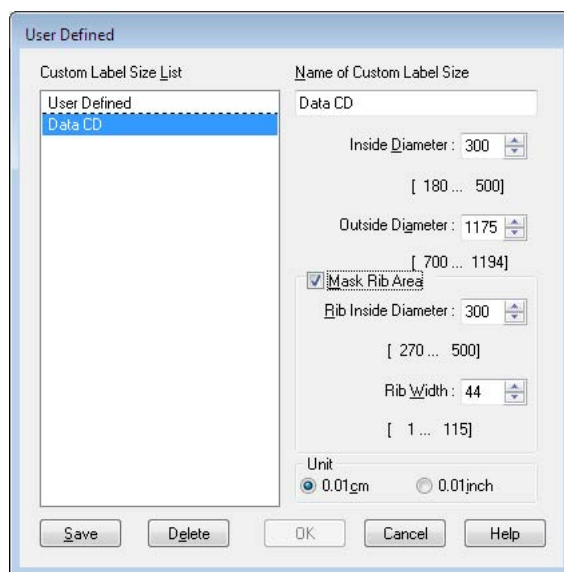 User Defined
Custom Label Size List
User Defined
Data CD
Name of Custom Label Size
Data CD
Inside Diameter : 300
[ 180 ... 500]
Outside Diameter : 1175
[ 700 ... 1194]
Mask Rib Area
Rib Inside Diameter : 300
[ 270 ... 500]
Rib Width : 44
[ 1 ... 115]
Unit
0.01cm 0.01inch
Save Delete OK Cancel Help